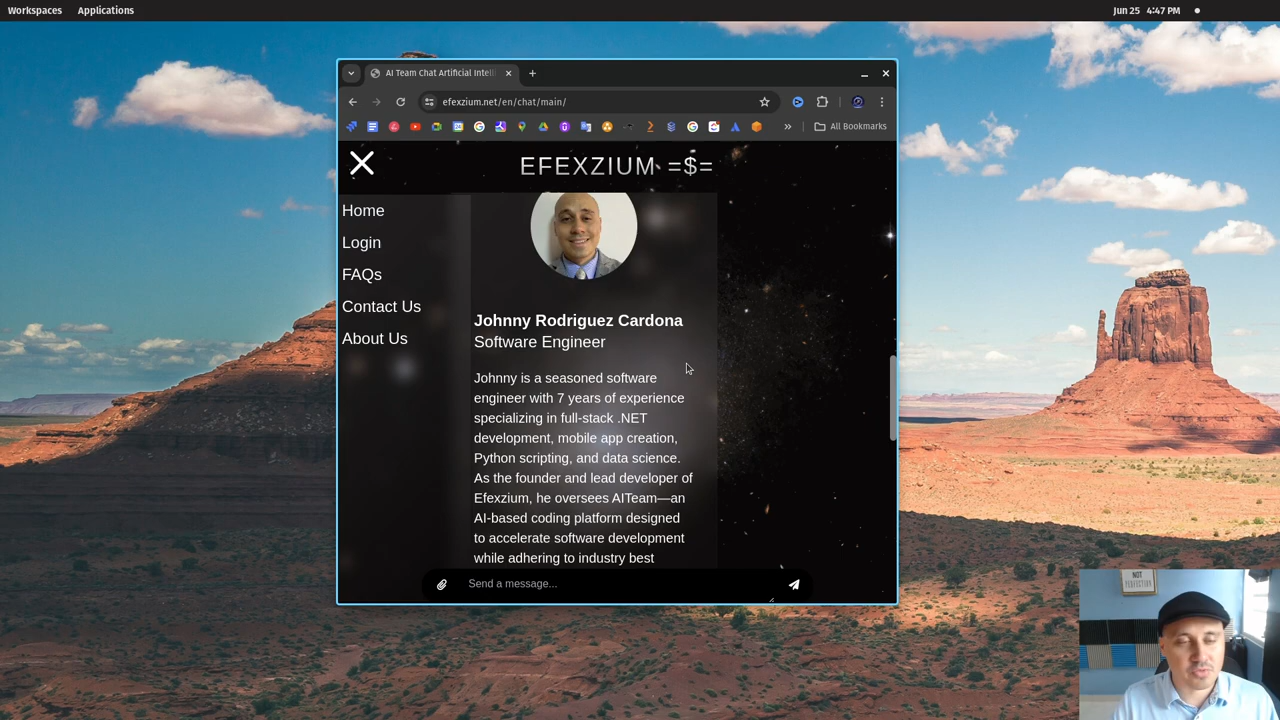 Workspaces Applications Jun 25 4:47 PM
AI Team Chat Artificial Intelli
efexzium.net/en/chat/main/
All Bookmarks
EFEXZIUM =$=
Home
Login
FAQs
Contact Us
About Us
Johnny Rodriguez Cardona
Software Engineer
Johnny is a seasoned software
engineer with 7 years of experience
specializing in full-stack .NET
development, mobile app creation,
Python scripting, and data science.
As the founder and lead developer of
Efexzium, he oversees AITeam—an
AI-based coding platform designed
to accelerate software development
while adhering to industry best
Send a message...
NOT
PERFECTION